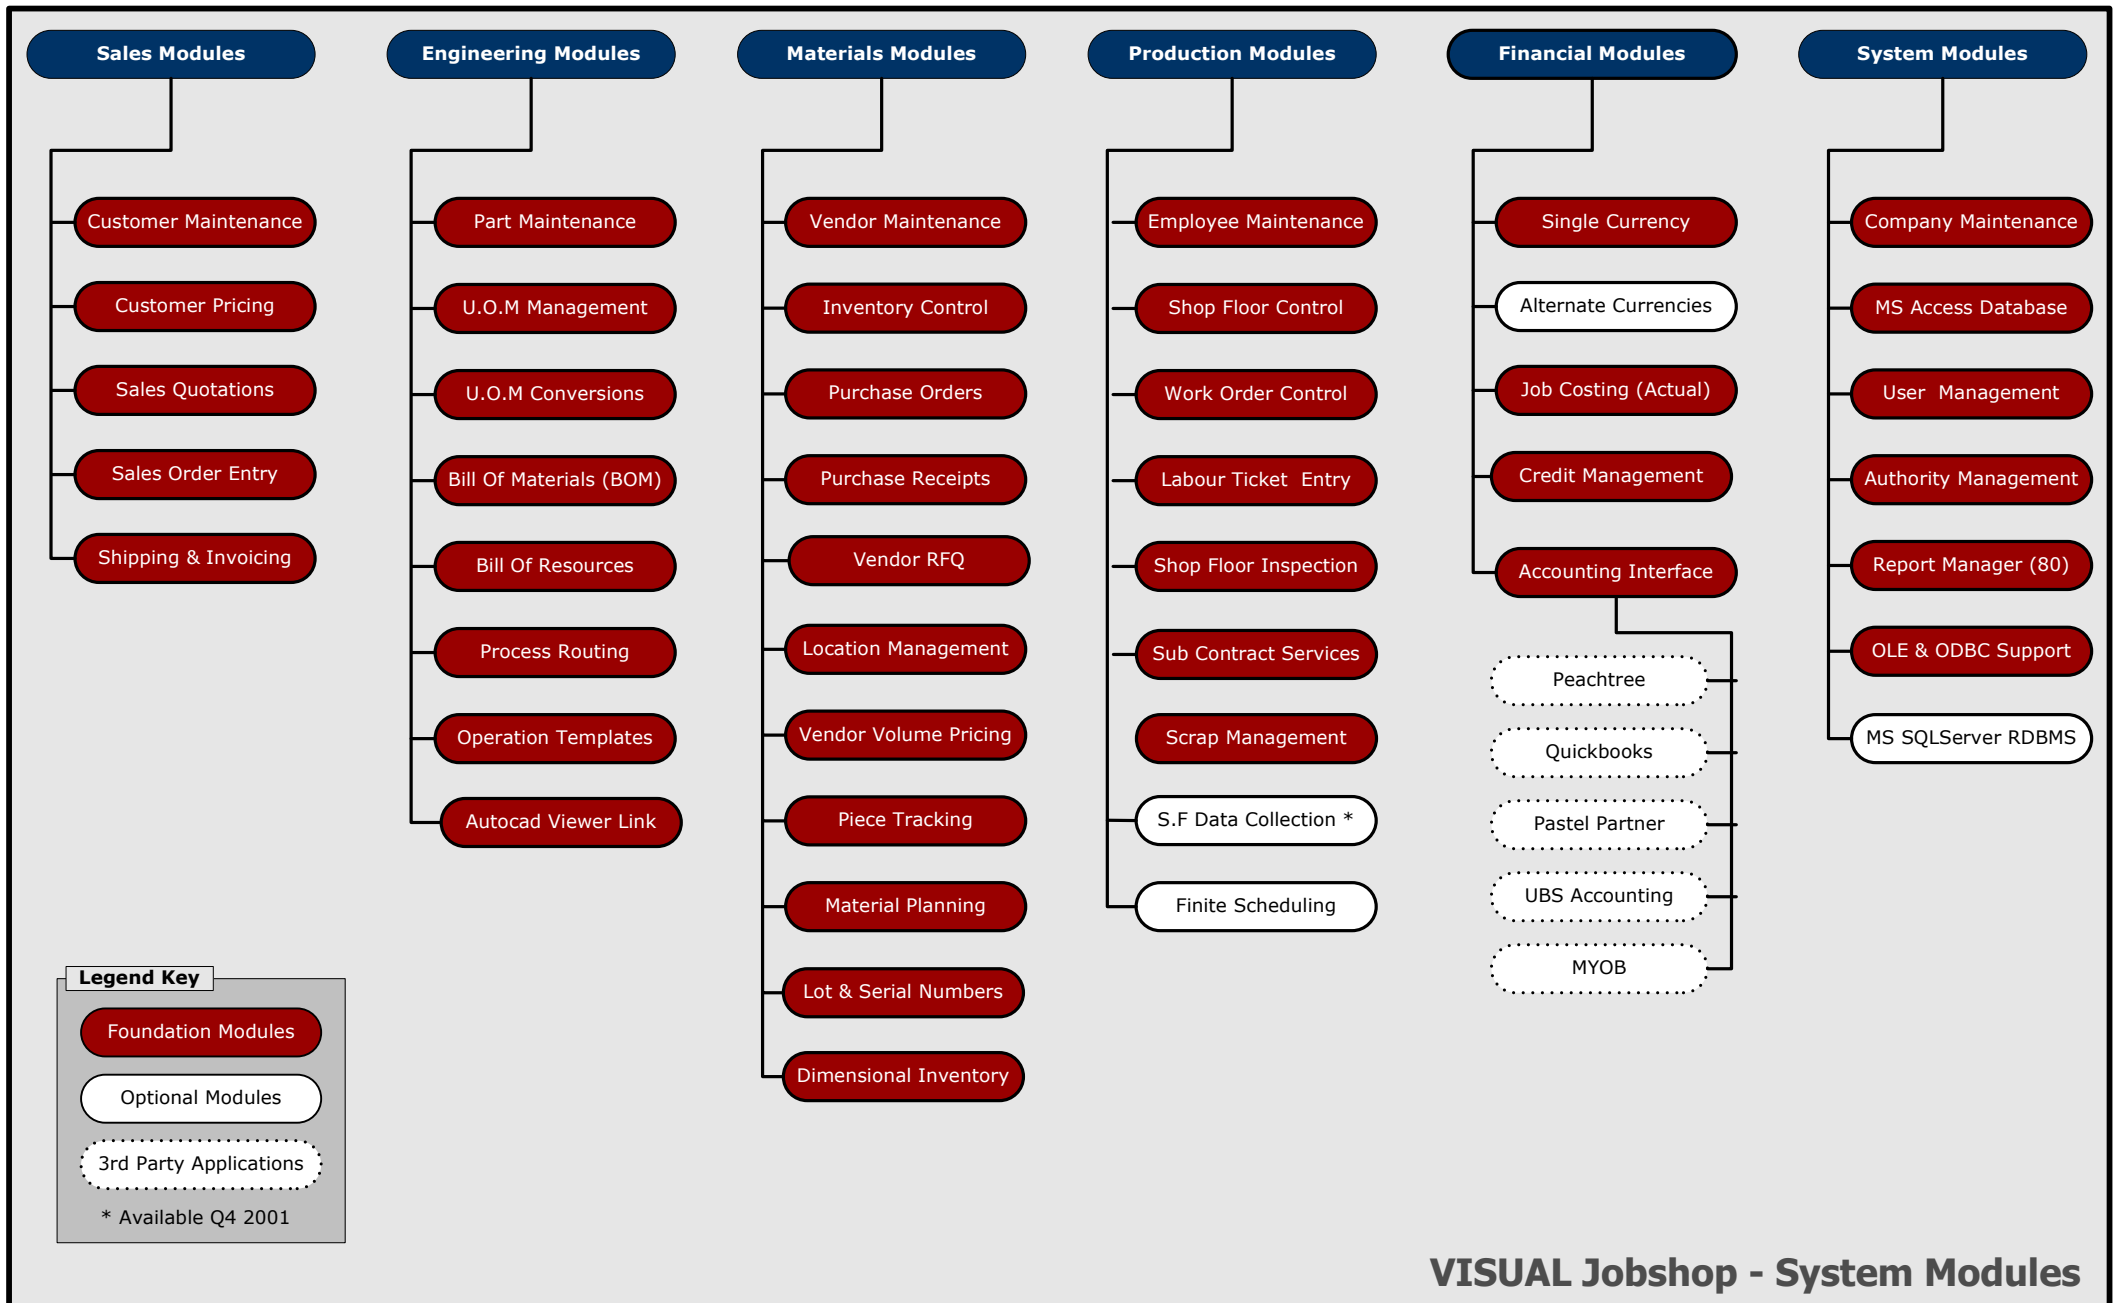 Sales Modules
Customer Maintenance
Customer Pricing
Sales Quotations
Sales Order Entry
Shipping & Invoicing
Engineering Modules
Part Maintenance
U.O.M Management
U.O.M Conversions
Bill Of Materials (BOM)
Bill Of Resources
Process Routing
Operation Templates
Autocad Viewer Link
Materials Modules
Vendor Maintenance
Inventory Control
Purchase Orders
Purchase Receipts
Vendor RFQ
Location Management
Vendor Volume Pricing
Piece Tracking
Material Planning
Lot & Serial Numbers
Dimensional Inventory
Production Modules
Employee Maintenance
Shop Floor Control
Work Order Control
Labour Ticket  Entry
Shop Floor Inspection
Sub Contract Services
Scrap Management
S.F Data Collection *
Finite Scheduling
Financial Modules
Single Currency
Alternate Currencies
Job Costing (Actual)
Credit Management
Accounting Interface
Peachtree
Quickbooks
Pastel Partner
UBS Accounting
MYOB
System Modules
Company Maintenance
MS Access Database
User  Management
Authority Management
Report Manager (80)
OLE & ODBC Support
MS SQLServer RDBMS
Legend Key
Foundation Modules
Optional Modules
3rd Party Applications
* Available Q4 2001
VISUAL Jobshop - System Modules